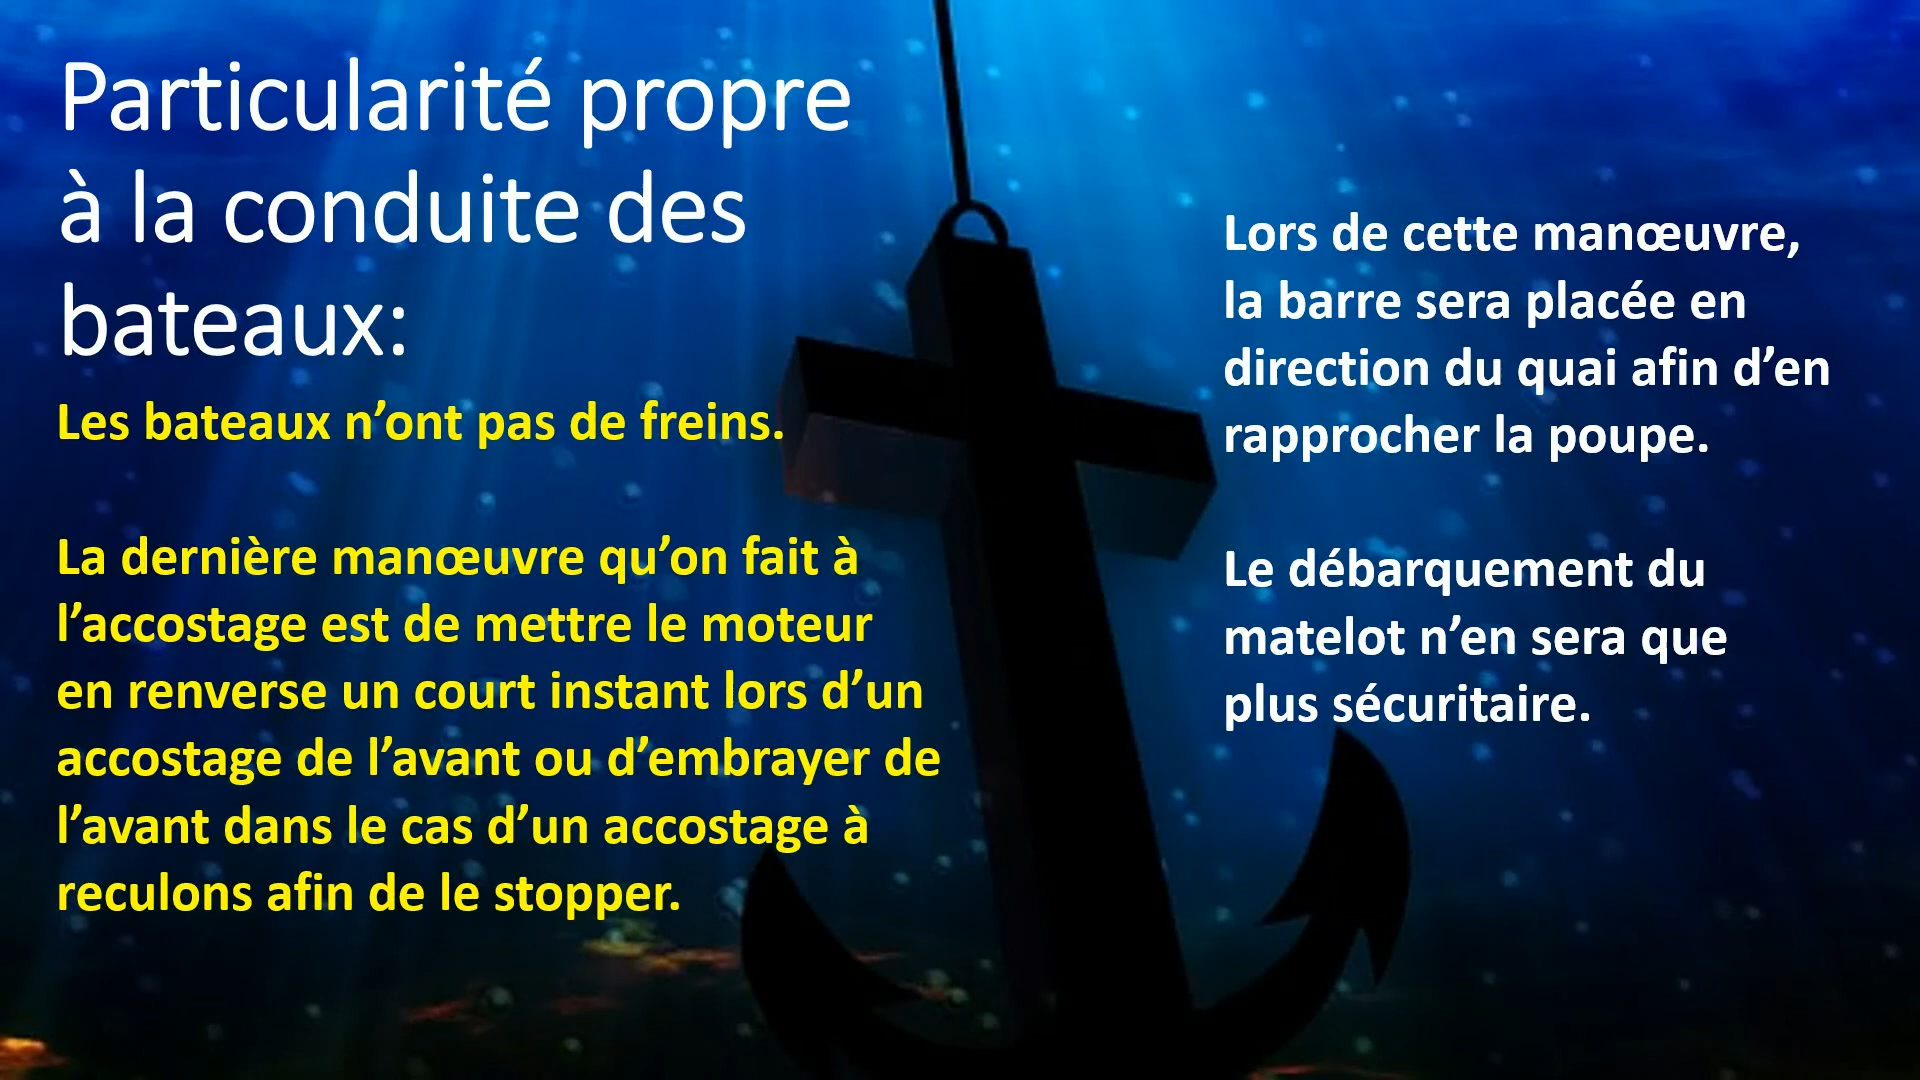 Particularité propre
à la conduite des
bateaux:
Les bateaux n’ont pas de freins.
La dernière manœuvre qu’on fait à
l’accostage est de mettre le moteur
en renverse un court instant lors d’un
accostage de l’avant ou d’embrayer de
l’avant dans le cas d’un accostage à
reculons afin de le stopper.
Lors de cette manœuvre,
la barre sera placée en
direction du quai afin d’en
rapprocher la poupe.
Le débarquement du
matelot n’en sera que
plus sécuritaire.